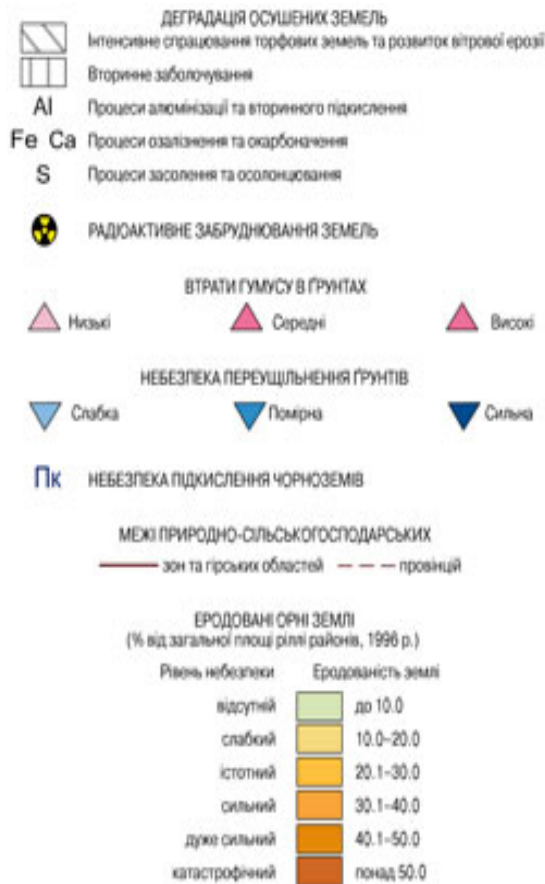 ДЕГРАДАЦІЯ ОСУШЕНИХ ЗЕМЕЛЬ
Інтенсивне спрацювання торфових земель та розвиток вітрової ерозії
Вторинне заболочування
Al Процеси алюмінізації та вторинного підкислення
Fe Ca Процеси озалізнення та окарбоначення
S Процеси засолення та осолонцювання
РАДІОАКТИВНЕ ЗАБРУДНЮВАННЯ ЗЕМЕЛЬ
ВТРАТИ ГУМУСУ В ҐРУНТАХ
Низькі Середні Високі
НЕБЕЗПЕКА ПЕРЕУЩІЛЬНЕННЯ ҐРУНТІВ
Слабка Помірна Сильна
Пк НЕБЕЗПЕКА ПІДКИСЛЕННЯ ЧОРНОЗЕМІВ
МЕЖІ ПРИРОДНО-СІЛЬСЬКОГОСПОДАРСЬКИХ
зон та гірських областей провінцій
ЕРОДОВАНІ ОРНІ ЗЕМЛІ
(% від загальної площі ріллі районів, 1996 р.)
Рівень небезпеки Еродованість землі
відсутній до 10.0
слабкий 10.0–20.0
істотний 20.1–30.0
сильний 30.1–40.0
дуже сильний 40.1–50.0
катастрофічний понад 50.0